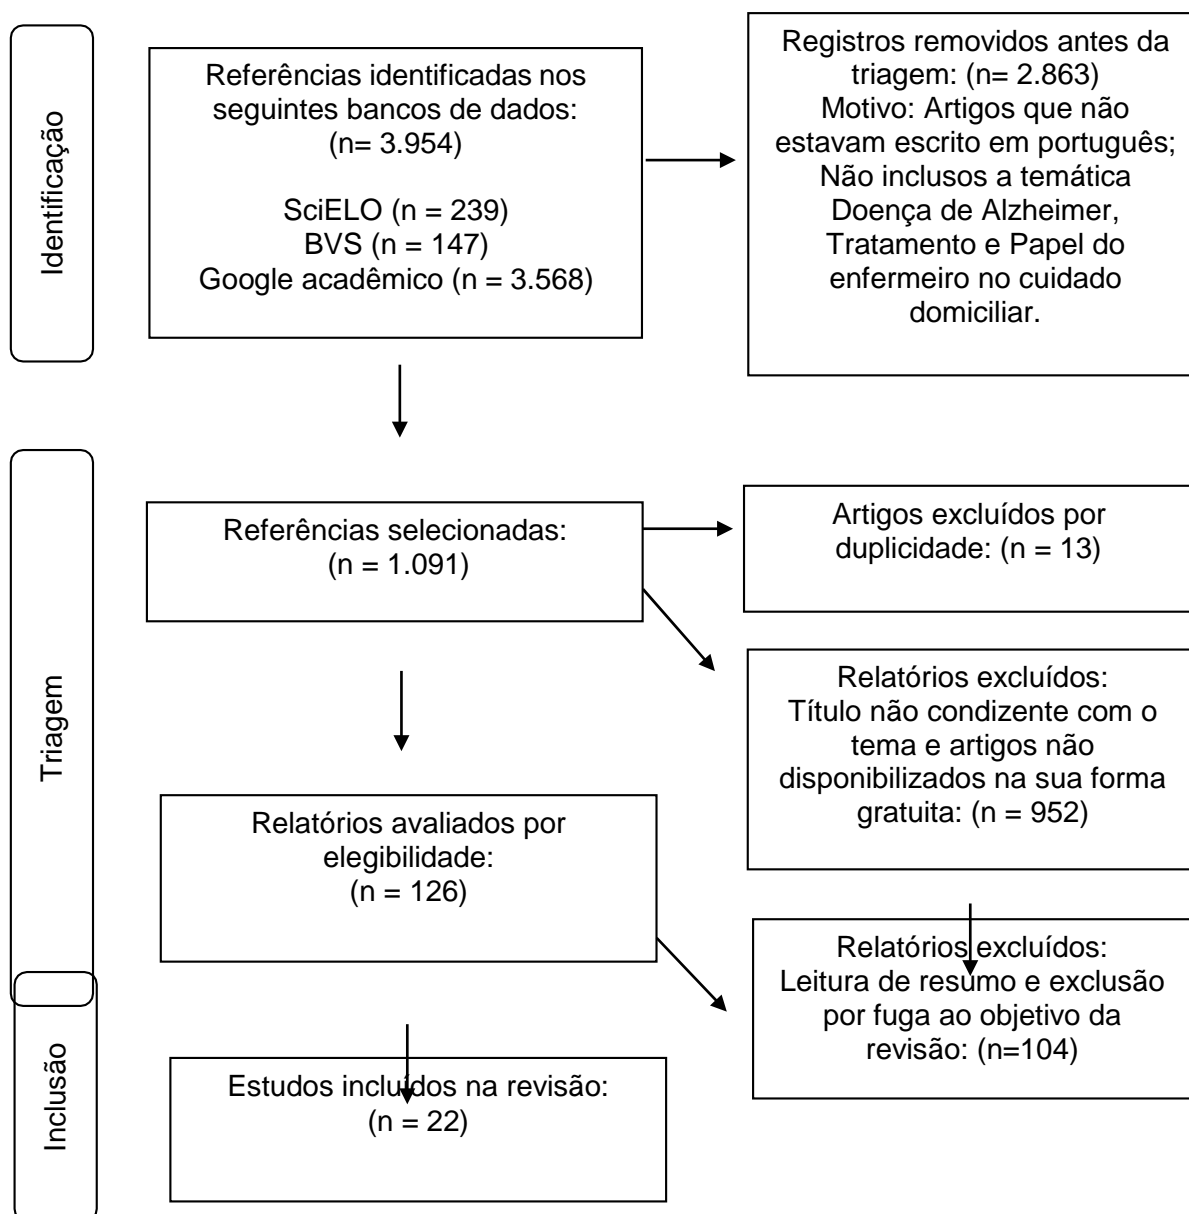 Identificação
Referências identificadas nos
seguintes bancos de dados:
(n= 3.954)
SciELO (n = 239)
BVS (n = 147)
Google acadêmico (n = 3.568)
Registros removidos antes da
triagem: (n= 2.863)
Motivo: Artigos que não
estavam escrito em português;
Não inclusos a temática
Doença de Alzheimer,
Tratamento e Papel do
enfermeiro no cuidado
domiciliar.
Triagem
Referências selecionadas:
(n = 1.091)
Artigos excluídos por
duplicidade: (n = 13)
Relatórios excluídos:
Título não condizente com o
tema e artigos não
disponibilizados na sua forma
gratuita: (n = 952)
Relatórios avaliados por
elegibilidade:
(n = 126)
Relatórios excluídos:
Leitura de resumo e exclusão
por fuga ao objetivo da
revisão: (n=104)
Inclusão
Estudos incluídos na revisão:
(n = 22)